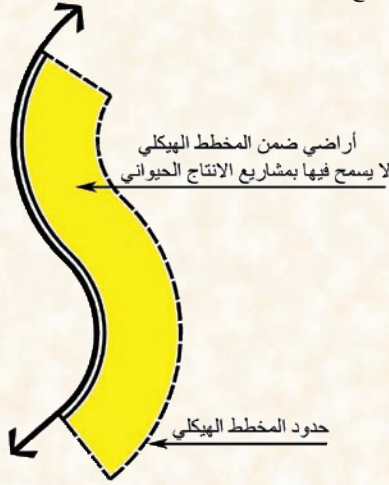 أراضي ضمن المخطط الهيكلي
لا يسمح فيها بمشاريع الانتاج الحيواني
حدود المخطط الهيكلي